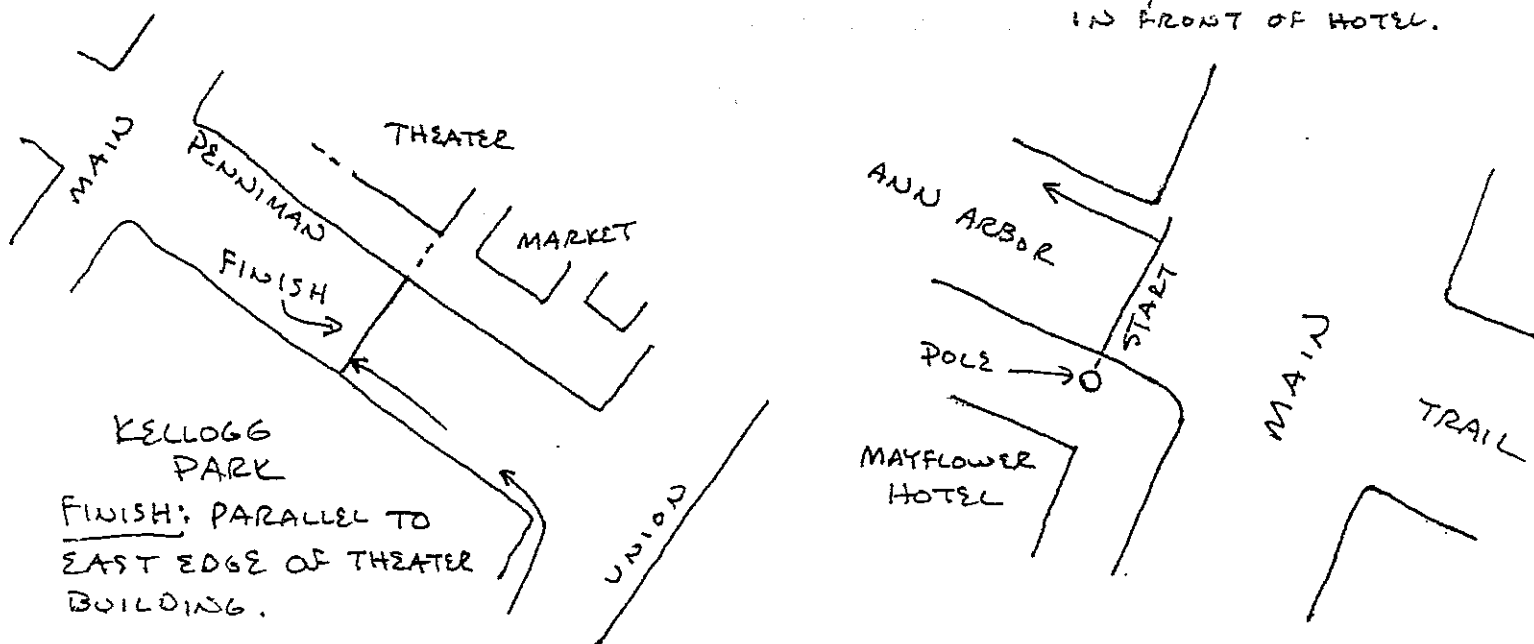 IN FRONT OF HOTEL.
MAIN
PENNIMAN
THEATER
MARKET
FINISH
KELLOGG
PARK
FINISH: PARALLEL TO
EAST EDGE OF THEATER
BUILDING.
UNION
ANN ARBOR
START
POLE
MAYFLOWER
HOTEL
MAIN
TRAIL